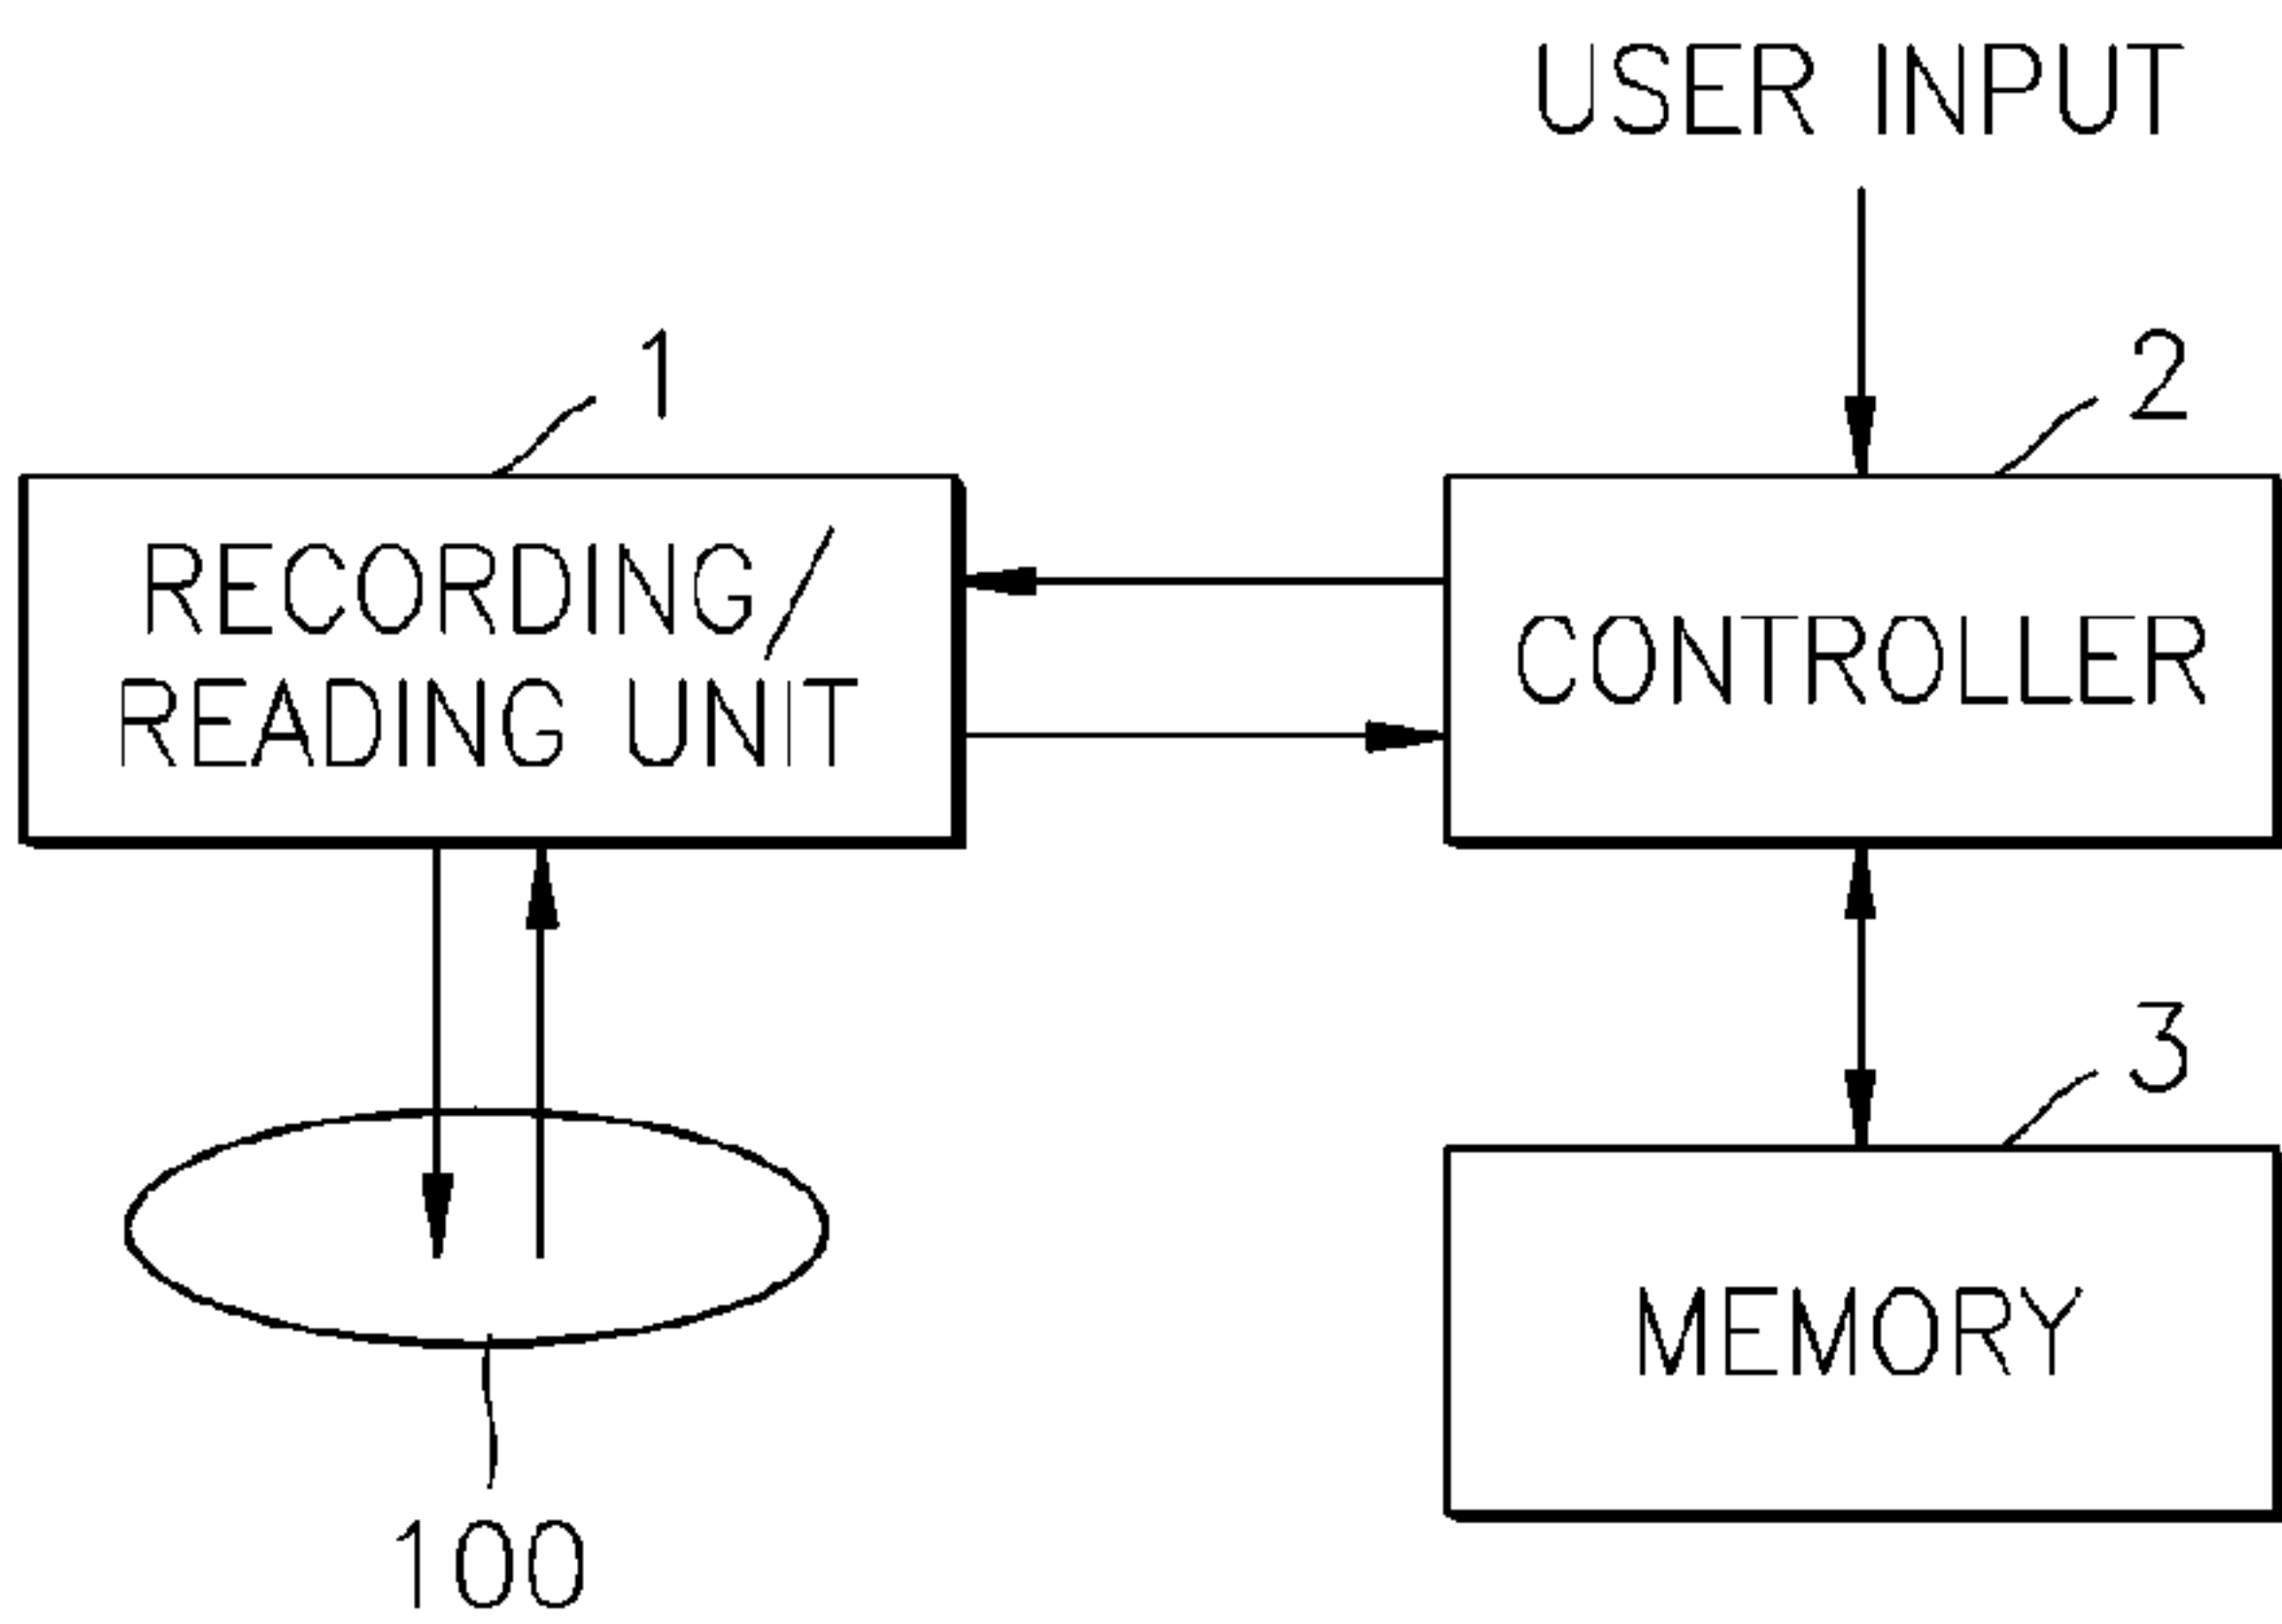 USER INPUT
1
2
RECORDING/
READING UNIT
CONTROLLER
3
MEMORY
100